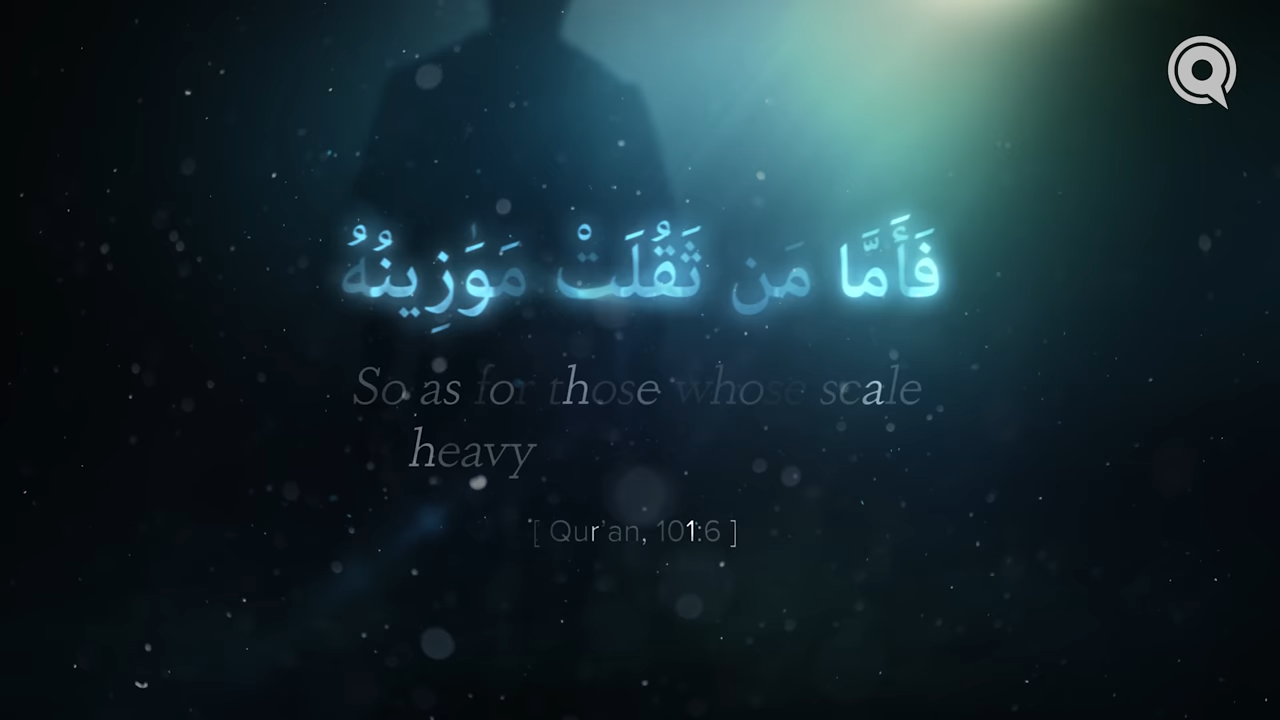 فَأَمَّا مَن ثَقُلَتْ مَوَٰزِينُهُ
So as for those whose scale
heavy
[ Qur'an, 101:6 ]